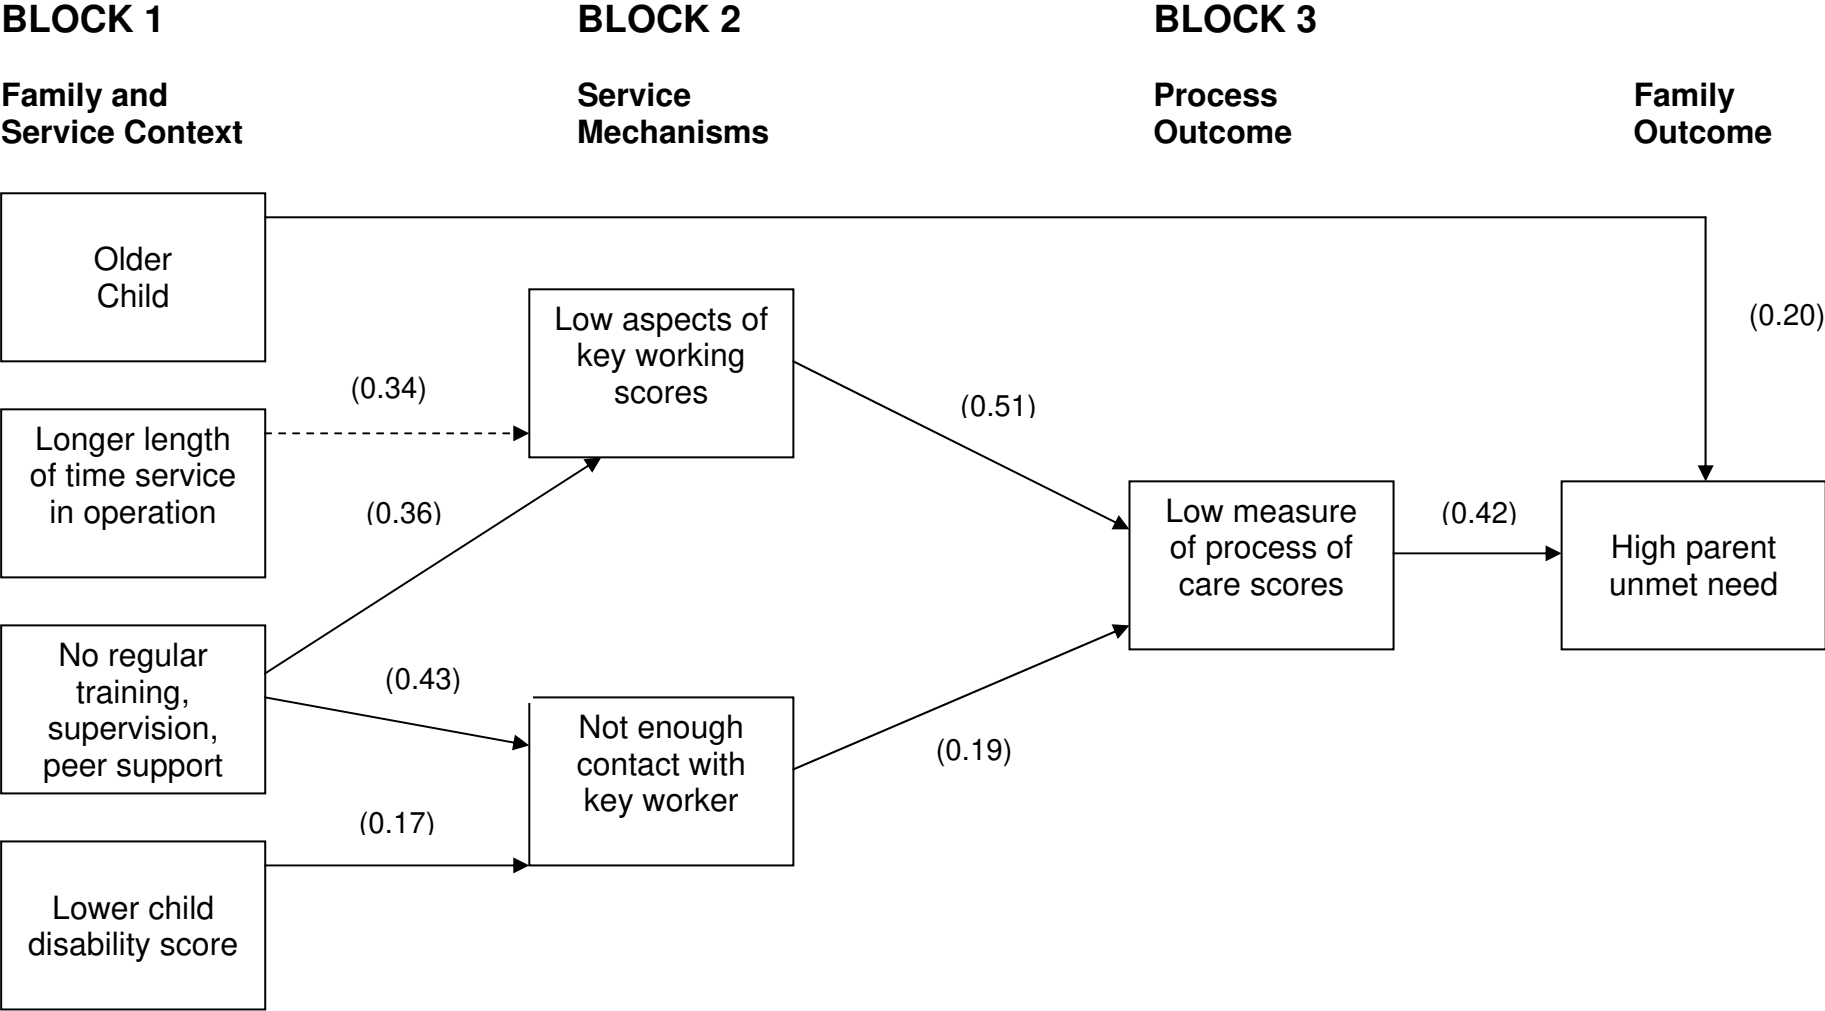 BLOCK 1
BLOCK 2
BLOCK 3
Family and
Service Context
Service
Mechanisms
Process
Outcome
Family
Outcome
Older
Child
(0.20)
Low aspects of
key working
scores
(0.34)
(0.51)
Longer length
of time service
in operation
(0.36)
Low measure
of process of
care scores
(0.42)
High parent
unmet need
No regular
training,
supervision,
peer support
(0.43)
Not enough
contact with
key worker
(0.19)
(0.17)
Lower child
disability score